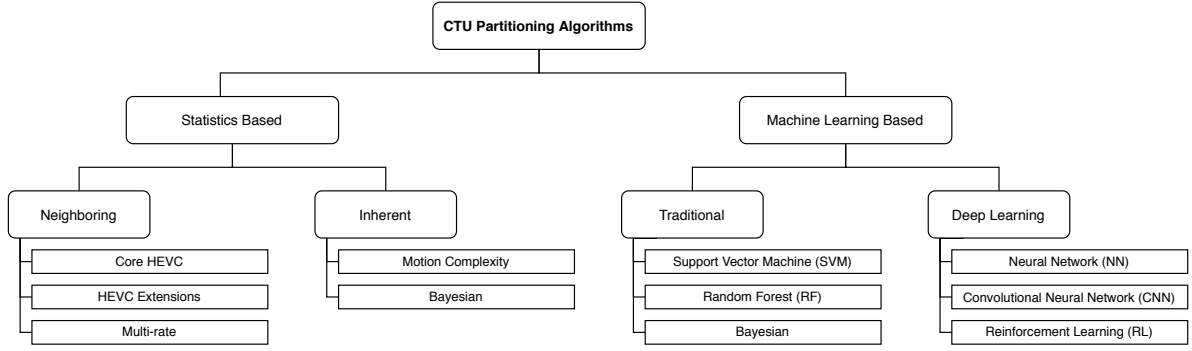 CTU Partitioning Algorithms
Statistics Based
Machine Learning Based
Neighboring
Inherent
Traditional
Deep Learning
Core HEVC
HEVC Extensions
Multi-rate
Motion Complexity
Bayesian
Support Vector Machine (SVM)
Random Forest (RF)
Bayesian
Neural Network (NN)
Convolutional Neural Network (CNN)
Reinforcement Learning (RL)